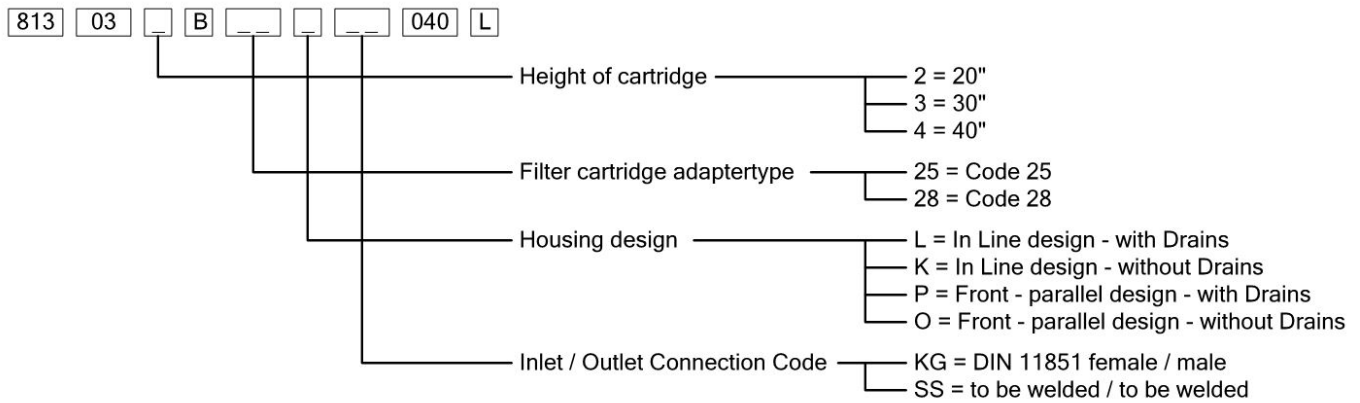 813 03 _ B _ _ _ _ _ 040 L
Height of cartridge 2 = 20"
3 = 30"
4 = 40"
Filter cartridge adaptertype 25 = Code 25
28 = Code 28
Housing design L = In Line design - with Drains
K = In Line design - without Drains
P = Front - parallel design - with Drains
O = Front - parallel design - without Drains
Inlet / Outlet Connection Code KG = DIN 11851 female / male
SS = to be welded / to be welded